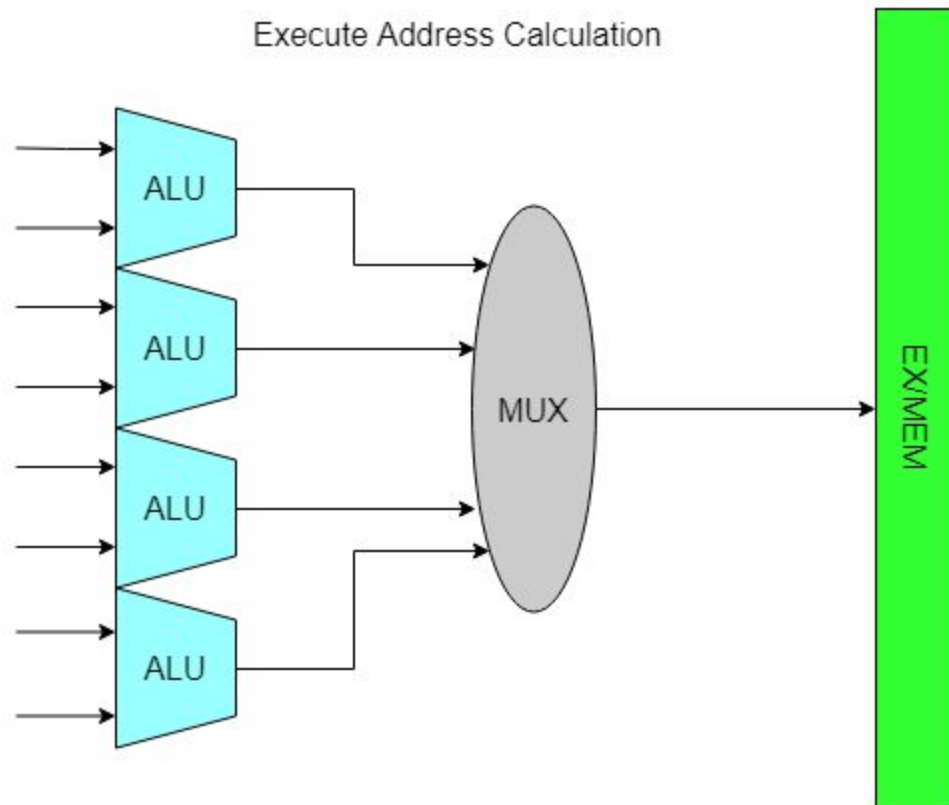 Execute Address Calculation
ALU
ALU
MUX
EX/MEM
ALU
ALU